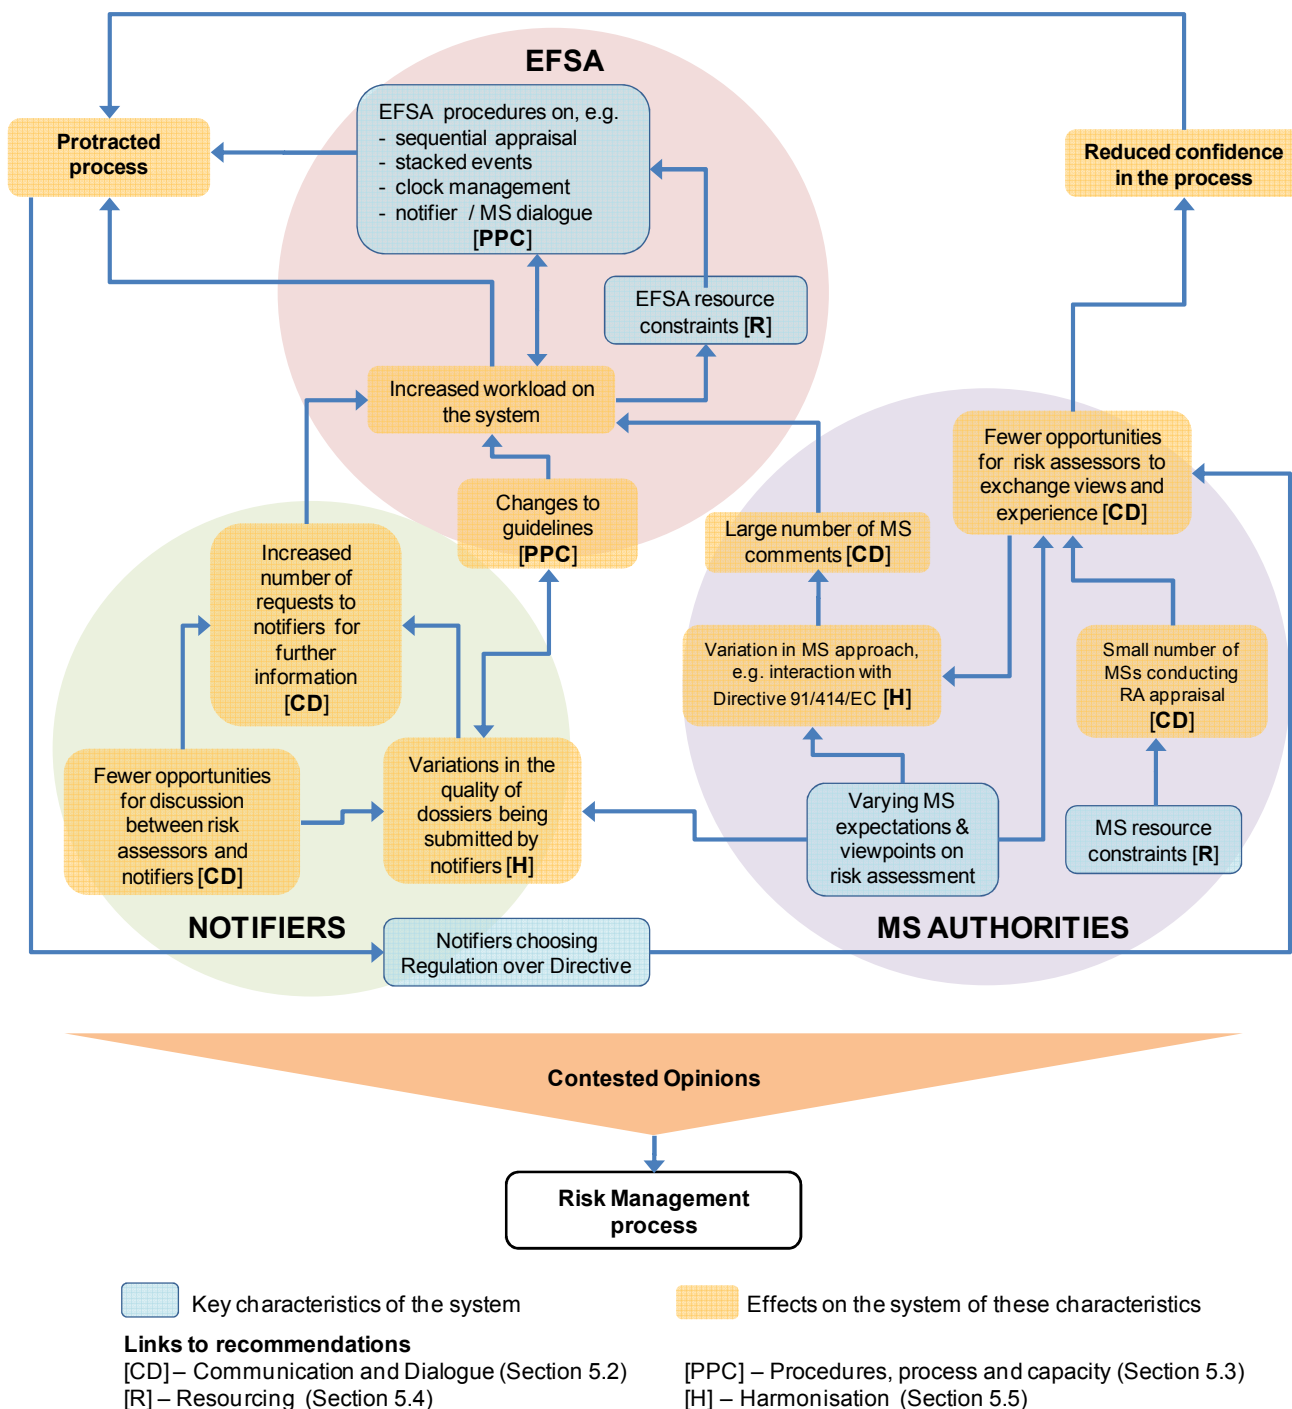 EFSA
EFSA procedures on, e.g.
- sequential appraisal
- stacked events
- clock management
- notifier / MS dialogue
[PPC]
Protracted
process
Reduced confidence
in the process
EFSA resource
constraints [R]
Increased workload on
the system
Changes to
guidelines
[PPC]
Large number of MS
comments [CD]
Fewer opportunities
for risk assessors to
exchange views and
experience [CD]
Increased
number of
requests to
notifiers for
further
information
[CD]
Variation in MS approach,
e.g. interaction with
Directive 91/414/EC [H]
Small number of
MSs conducting
RA appraisal
[CD]
Fewer opportunities
for discussion
between risk
assessors and
notifiers [CD]
Variations in the
quality of
dossiers being
submitted by
notifiers [H]
Varying MS
expectations &
viewpoints on
risk assessment
MS resource
constraints [R]
NOTIFIERS
MS AUTHORITIES
Notifiers choosing
Regulation over Directive
Contested Opinions
Risk Management
process
Key characteristics of the system
Effects on the system of these characteristics
Links to recommendations
[CD] – Communication and Dialogue (Section 5.2)
[PPC] – Procedures, process and capacity (Section 5.3)
[R] – Resourcing (Section 5.4)
[H] – Harmonisation (Section 5.5)